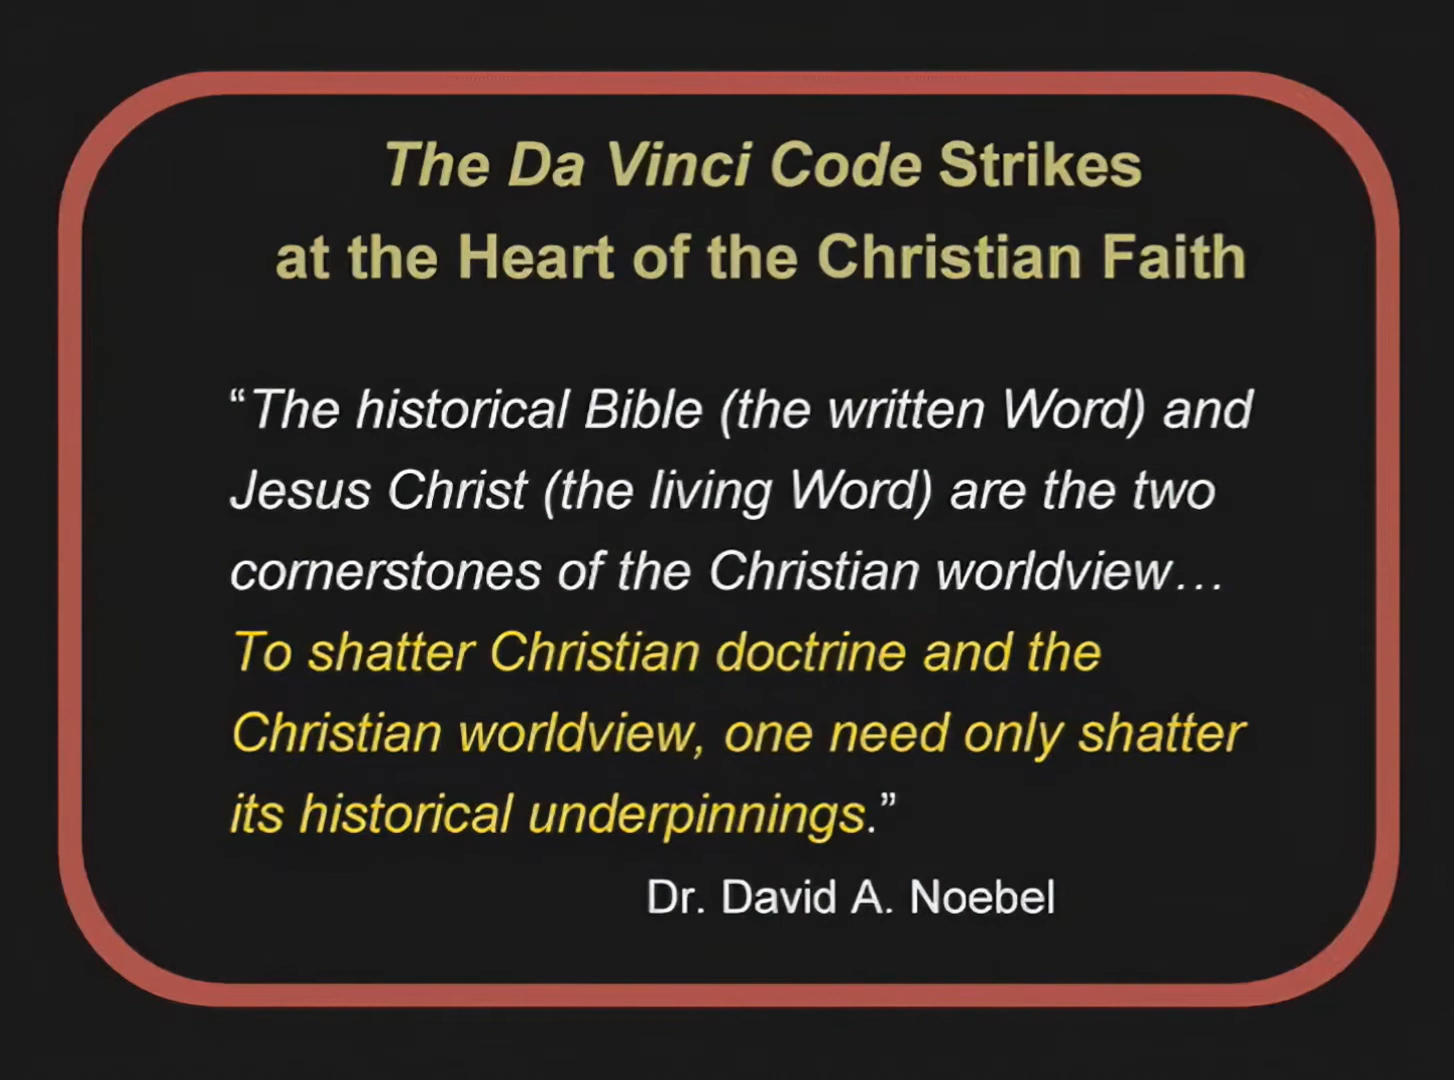 The Da Vinci Code Strikes
at the Heart of the Christian Faith
“The historical Bible (the written Word) and
Jesus Christ (the living Word) are the two
cornerstones of the Christian worldview…
To shatter Christian doctrine and the
Christian worldview, one need only shatter
its historical underpinnings.”
Dr. David A. Noebel